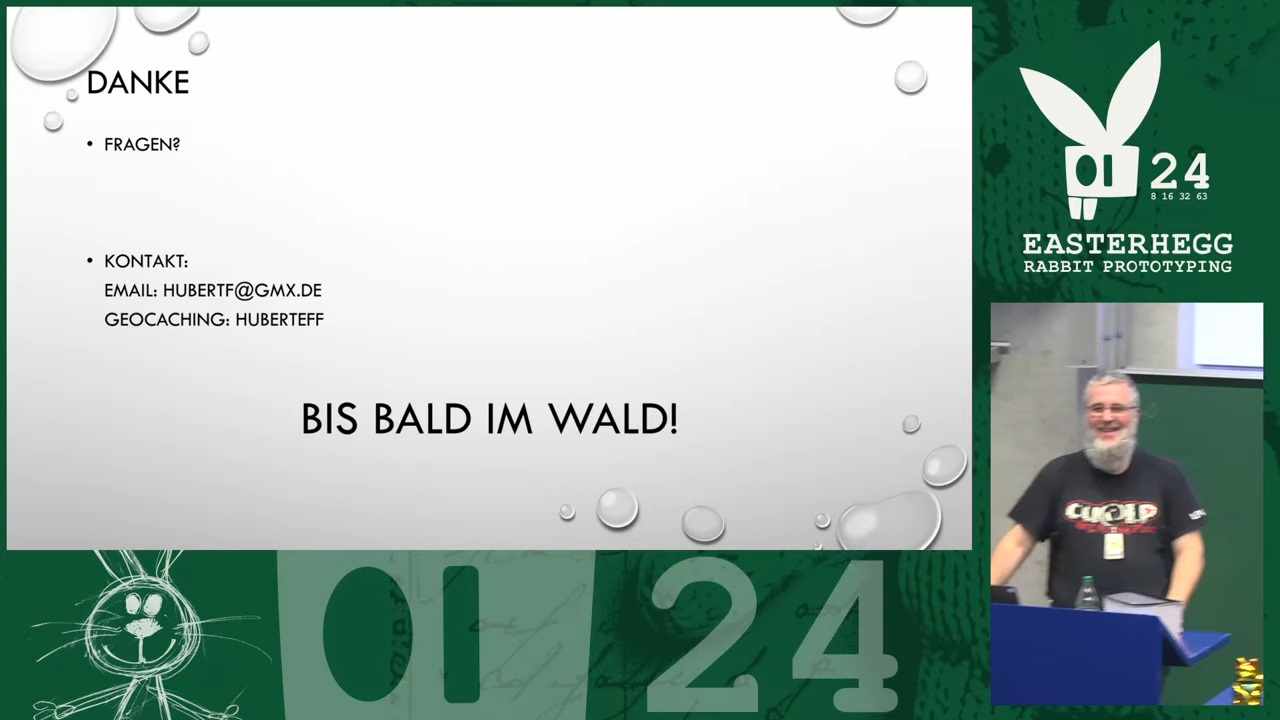 DANKE
• FRAGEN?
• KONTAKT:
EMAIL: HUBERTF@GMX.DE
GEOCACHING: HUBERTEFF
BIS BALD IM WALD!
24
8 16 32 63
EASTERHEGG
RABBIT PROTOTYPING
24